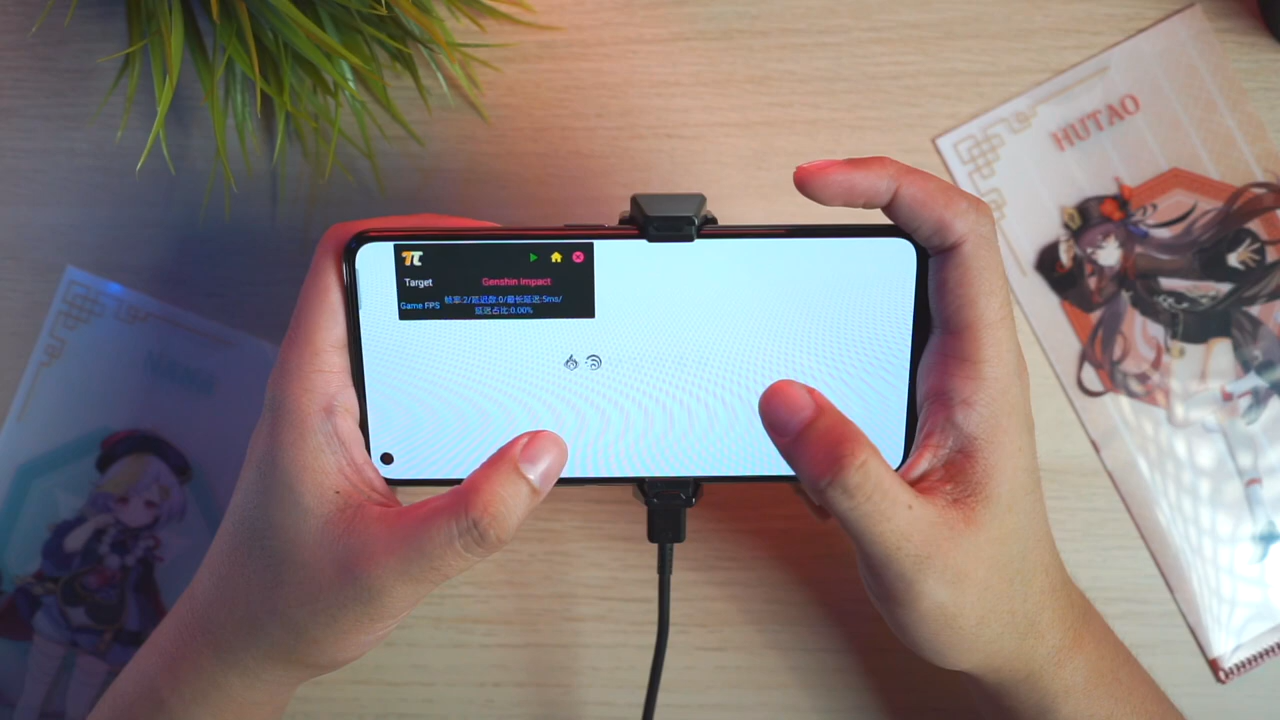 HUTAO
Target
Genshin Impact
Game FPS
帧率:2/延迟数:0/最长延迟:5ms/
延迟占比:0.00%